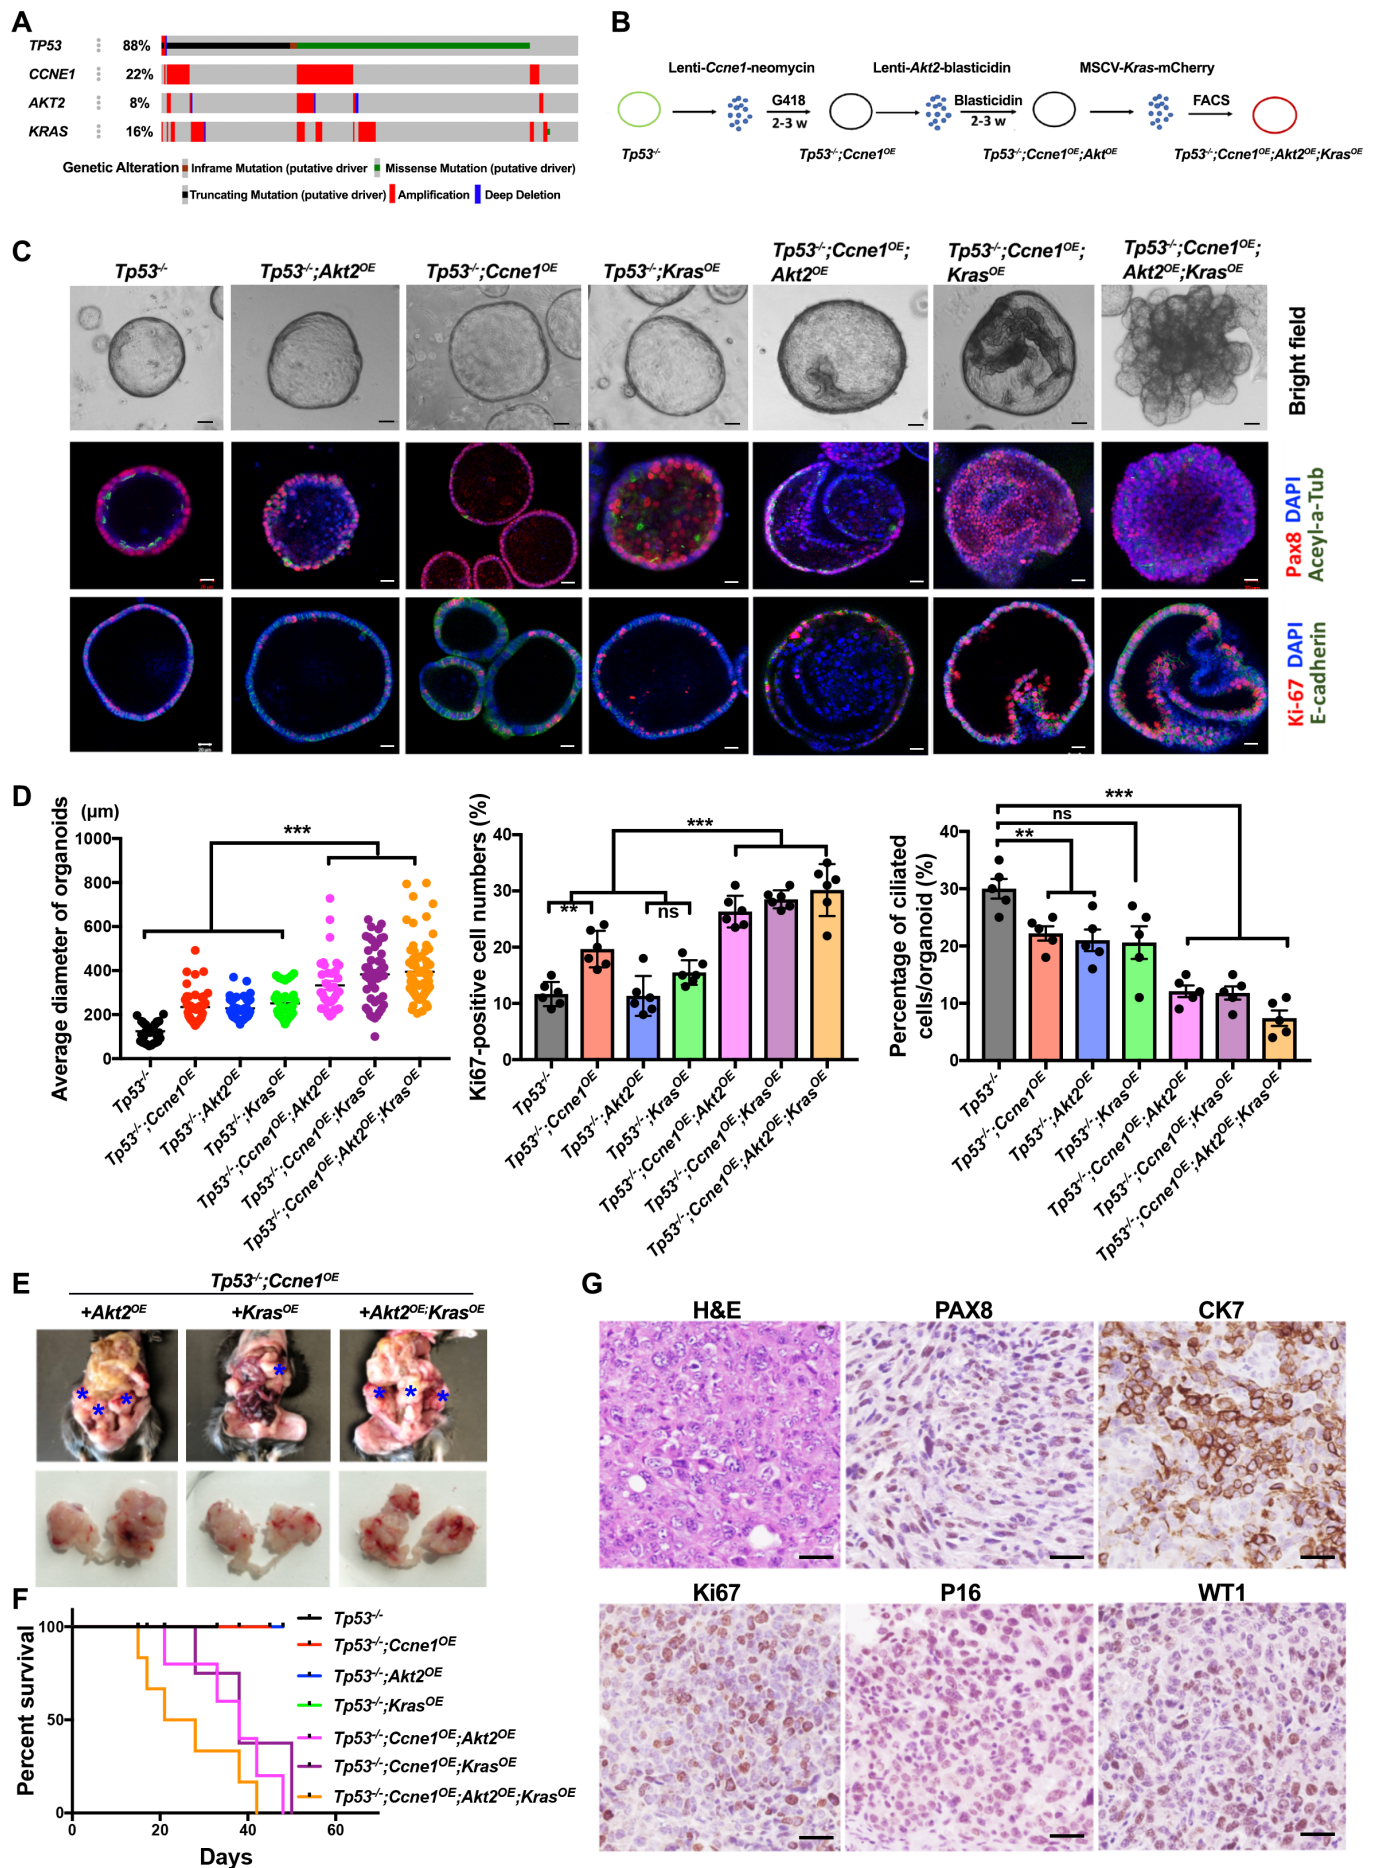 A
TP53 88%
CCNE1 22%
AKT2 8%
KRAS 16%
Genetic Alteration Inframe Mutation (putative driver Missense Mutation (putative driver)
Truncating Mutation (putative driver) Amplification Deep Deletion
B
Lenti-Ccne1-neomycin Lenti-Akt2-blasticidin MSCV-Kras-mCherry
G418 Blasticidin FACS
2-3 w 2-3 w
Tp53-/- Tp53-/-;Ccne1OE Tp53-/-;Ccne1OE;AktOE Tp53-/-;Ccne1OE;Akt2OE;KrasOE
C
Tp53-/- Tp53-/-;Akt2OE Tp53-/-;Ccne1OE Tp53-/-;KrasOE Tp53-/-;Ccne1OE;Akt2OE Tp53-/-;Ccne1OE;KrasOE Tp53-/-;Ccne1OE;Akt2OE;KrasOE
Bright field
Pax8 DAPI
Aceyl-a-Tub
Ki-67 DAPI
E-cadherin
20 μm
D
Average diameter of organoids
(μm)
1000
800
600
400
200
0
***
Tp53-/-
Tp53-/-;Ccne1OE
Tp53-/-;Akt2OE
Tp53-/-;KrasOE
Tp53-/-;Ccne1OE;Akt2OE
Tp53-/-;Ccne1OE;KrasOE
Tp53-/-;Ccne1OE;Akt2OE;KrasOE
Ki67-positive cell numbers (%)
40
30
20
10
0
***
**
ns
Tp53-/-
Tp53-/-;Ccne1OE
Tp53-/-;Akt2OE
Tp53-/-;KrasOE
Tp53-/-;Ccne1OE;Akt2OE
Tp53-/-;Ccne1OE;KrasOE
Tp53-/-;Ccne1OE;Akt2OE;KrasOE
Percentage of ciliated
cells/organoid (%)
40
20
0
***
ns
**
Tp53-/-
Tp53-/-;Ccne1OE
Tp53-/-;Akt2OE
Tp53-/-;KrasOE
Tp53-/-;Ccne1OE;Akt2OE
Tp53-/-;Ccne1OE;KrasOE
Tp53-/-;Ccne1OE;Akt2OE;KrasOE
E
Tp53-/-;Ccne1OE
+Akt2OE +KrasOE +Akt2OE;KrasOE
* * *
*
* * *
F
Percent survival
100
50
0
0 20 40 60
Days
Tp53-/-
Tp53-/-;Ccne1OE
Tp53-/-;Akt2OE
Tp53-/-;KrasOE
Tp53-/-;Ccne1OE;Akt2OE
Tp53-/-;Ccne1OE;KrasOE
Tp53-/-;Ccne1OE;Akt2OE;KrasOE
G
H&E PAX8 CK7
Ki67 P16 WT1